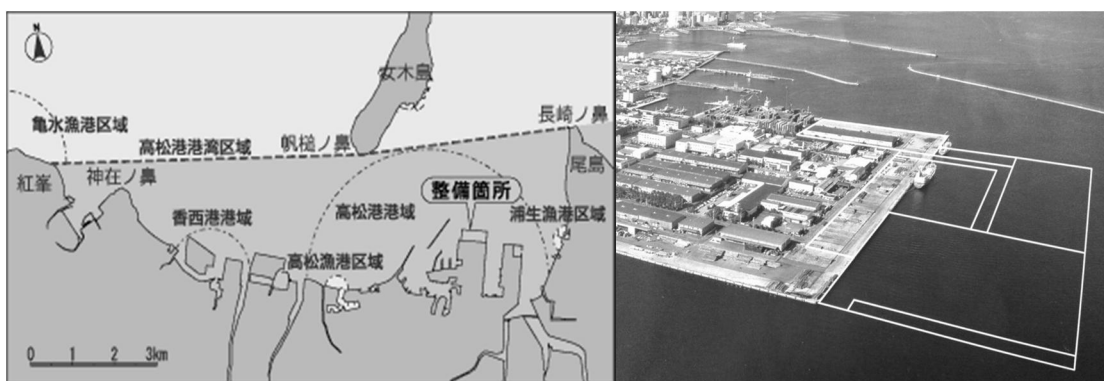 N
女木島
長崎ノ鼻
亀水漁港区域
高松港港湾区域
帆槌ノ鼻
尾島
紅峯
神在ノ鼻
整備箇所
香西港港域
高松港港域
浦生漁港区域
高松漁港区域
0 1 2 3km